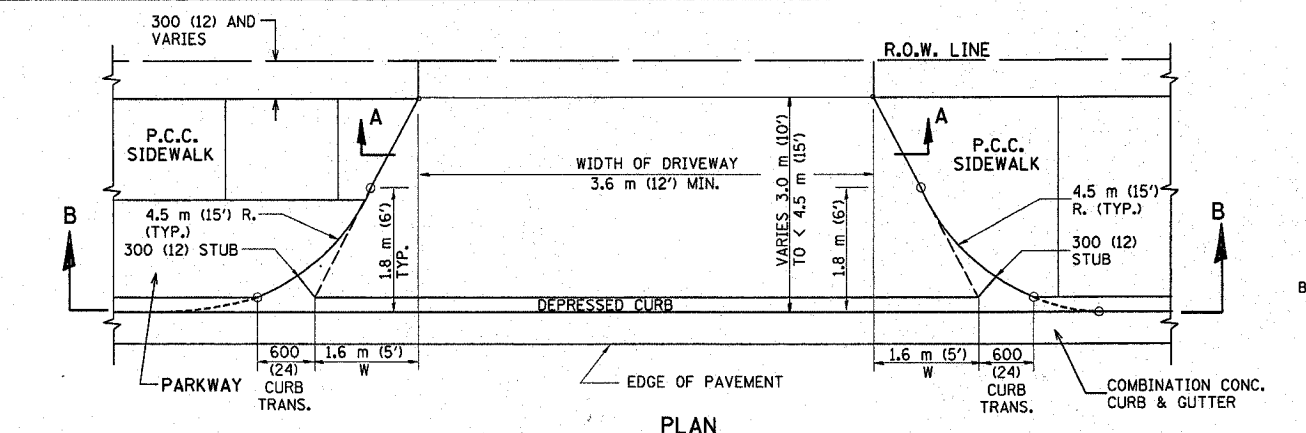 300 (12) AND
VARIES
R.O.W. LINE
A
A
P.C.C.
SIDEWALK
P.C.C.
SIDEWALK
WIDTH OF DRIVEWAY
3.6 m (12') MIN.
VARIES 3.0 m (10')
TO < 4.5 m (15')
4.5 m (15')
R. (TYP.)
B
B
4.5 m (15') R.
(TYP.)
300 (12) STUB
1.8 m (6')
TYP.
1.8 m (6')
300 (12)
STUB
B
DEPRESSED CURB
600
(24)
CURB
TRANS.
1.6 m (5')
W
1.6 m (5')
W
600
(24)
CURB
TRANS.
PARKWAY
EDGE OF PAVEMENT
COMBINATION CONC.
CURB & GUTTER
PLAN